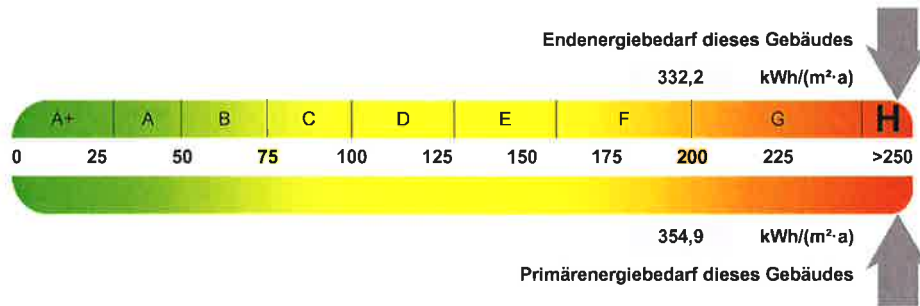 Endenergiebedarf dieses Gebäudes
332,2 kWh/(m²·a)
A+ A B C D E F G H
0 25 50 75 100 125 150 175 200 225 >250
354,9 kWh/(m²·a)
Primärenergiebedarf dieses Gebäudes